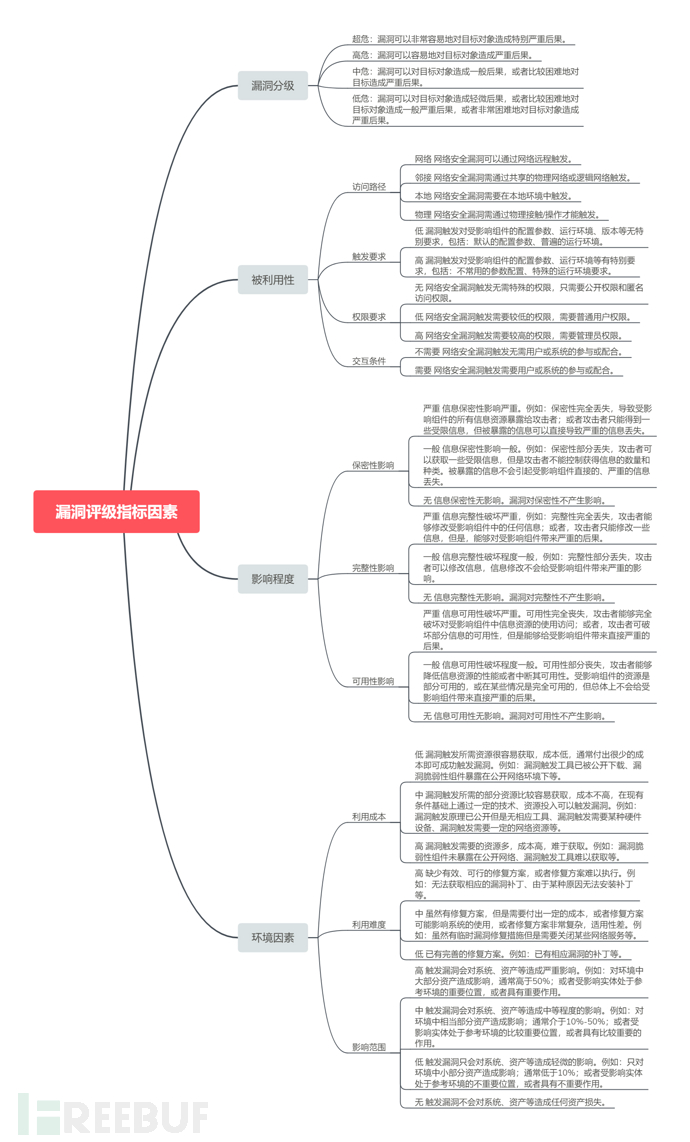 漏洞评级指标因素
漏洞分级
超危：漏洞可以非常容易地对目标对象造成特别严重后果。
高危：漏洞可以容易地对目标对象造成严重后果。
中危：漏洞可以对目标对象造成一般后果，或者比较困难地对
目标造成严重后果。
低危：漏洞可以对目标对象造成轻微后果，或者比较困难地对
目标对象造成一般严重后果，或者非常困难地对目标对象造成
严重后果。
被利用性
访问路径
网络 网络安全漏洞可以通过网络远程触发。
邻接 网络安全漏洞需通过共享的物理网络或逻辑网络触发。
本地 网络安全漏洞需要在本地环境中触发。
物理 网络安全漏洞需通过物理接触/操作才能触发。
触发要求
低 漏洞触发对受影响组件的配置参数、运行环境、版本等无特
别要求，包括：默认的配置参数、普遍的运行环境。
高 漏洞触发对受影响组件的配置参数、运行环境等有特别要
求，包括：不常用的参数配置、特殊的运行环境要求。
权限要求
无 网络安全漏洞触发无需特殊的权限，只需要公开权限和匿名
访问权限。
低 网络安全漏洞触发需要较低的权限，需要普通用户权限。
高 网络安全漏洞触发需要较高的权限，需要管理员权限。
交互条件
不需要 网络安全漏洞触发无需用户或系统的参与或配合。
需要 网络安全漏洞触发需要用户或系统的参与或配合。
影响程度
保密性影响
严重 信息保密性影响严重。例如：保密性完全丢失，导致受影
响组件的所有信息资源暴露给攻击者；或者攻击者只能得到一
些受限信息，但被暴露的信息可以直接导致严重的信息丢失。
一般 信息保密性影响一般。例如：保密性部分丢失，攻击者可
以获取一些受限信息，但是攻击者不能控制获得信息的数量和
种类。被暴露的信息不会引起受影响组件直接的、严重的信息
丢失。
无 信息保密性无影响。漏洞对保密性不产生影响。
完整性影响
严重 信息完整性破坏严重，例如：完整性完全丢失，攻击者能
够修改受影响组件中的任何信息；或者，攻击者只能修改一些
信息，但是，能够对受影响组件带来严重的后果。
一般 信息完整性破坏程度一般，例如：完整性部分丢失，攻击
者可以修改信息，信息修改不会给受影响组件带来严重的影
响。
无 信息完整性无影响。漏洞对完整性不产生影响。
可用性影响
严重 信息可用性破坏严重。可用性完全丧失，攻击者能够完全
破坏对受影响组件中信息资源的使用访问；或者，攻击者可破
坏部分信息的可用性，但是能够给受影响组件带来直接严重的
后果。
一般 信息可用性破坏程度一般。可用性部分丧失，攻击者能够
降低信息资源的性能或者中断其可用性。受影响组件的资源是
部分可用的，或在某些情况是完全可用的，但总体上不会给受
影响组件带来直接严重的后果。
无 信息可用性无影响。漏洞对可用性不产生影响。
环境因素
利用成本
低 漏洞触发所需资源很容易获取，成本低，通常付出很少的成
本即可成功触发漏洞。例如：漏洞触发工具已被公开下载、漏
洞脆弱性组件暴露在公开网络环境下等。
中 漏洞触发所需的部分资源比较容易获取，成本不高，在现有
条件基础上通过一定的技术、资源投入可以触发漏洞。例如：
漏洞触发原理已公开但是无相应工具、漏洞触发需要某种硬件
设备、漏洞触发需要一定的网络资源等。
高 漏洞触发需要的资源多，成本高，难于获取。例如：漏洞脆
弱性组件未暴露在公开网络、漏洞触发工具难以获取等。
利用难度
高 缺少有效、可行的修复方案，或者修复方案难以执行。例
如：无法获取相应的漏洞补丁、由于某种原因无法安装补丁
等。
中 虽然有修复方案，但是需要付出一定的成本，或者修复方案
可能影响系统的使用，或者修复方案非常复杂，适用性差。例
如：虽然有临时漏洞修复措施但是需要关闭某些网络服务等。
低 已有完善的修复方案。例如：已有相应漏洞的补丁等。
影响范围
高 触发漏洞会对系统、资产等造成严重影响。例如：对环境中
大部分资产造成影响，通常高于50%；或者受影响实体处于参
考环境的重要位置，或者具有重要作用。
中 触发漏洞会对系统、资产等造成中等程度的影响。例如：对
环境中相当部分资产造成影响；通常介于10%-50%；或者受
影响实体处于参考环境的比较重要位置，或者具有比较重要的
作用。
低 触发漏洞只会对系统、资产等造成轻微的影响。例如：只对
环境中小部分资产造成影响；通常低于10%；或者受影响实体
处于参考环境的不重要位置，或者具有不重要作用。
无 触发漏洞不会对系统、资产等造成任何资产损失。
FREEBUF